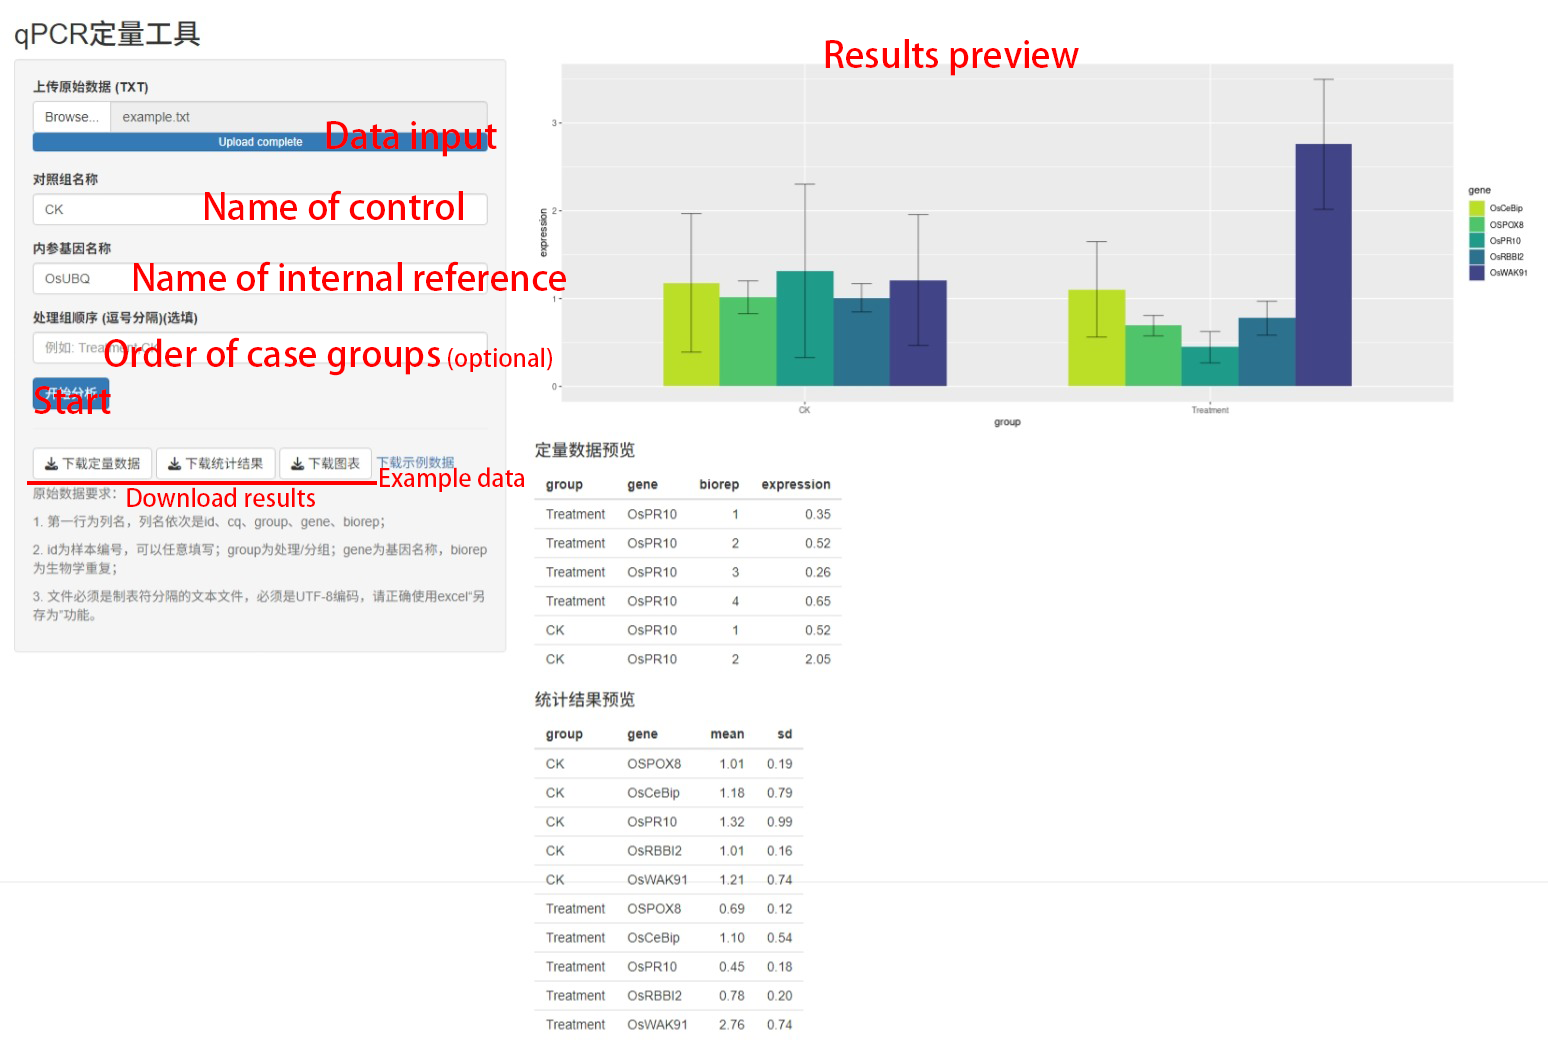 qPCR定量工具
上传原始数据 (TXT)
Browse...
example.txt
Upload complete
Data input
对照组名称
CK
Name of control
内参基因名称
OsUBQ
Name of internal reference
处理组顺序 (逗号分隔)(选填)
例如: Treatment,CK
Order of case groups (optional)
开始分析
Start
下载定量数据
下载统计结果
下载图表
下载示例数据
Example data
Download results
原始数据要求：
1. 第一行为列名，列名依次是id、cq、group、gene、biorep；
2. id为样本编号，可以任意填写；group为处理/分组；gene为基因名称，biorep
为生物学重复；
3. 文件必须是制表符分隔的文本文件，必须是UTF-8编码，请正确使用excel“另
存为”功能。
Results preview
expression
3
2
1
0
CK
Treatment
group
gene
OsCeBip
OSPOX8
OsPR10
OsRBBI2
OsWAK91
定量数据预览
group gene biorep expression
Treatment OsPR10 1 0.35
Treatment OsPR10 2 0.52
Treatment OsPR10 3 0.26
Treatment OsPR10 4 0.65
CK OsPR10 1 0.52
CK OsPR10 2 2.05
统计结果预览
group gene mean sd
CK OSPOX8 1.01 0.19
CK OsCeBip 1.18 0.79
CK OsPR10 1.32 0.99
CK OsRBBI2 1.01 0.16
CK OsWAK91 1.21 0.74
Treatment OSPOX8 0.69 0.12
Treatment OsCeBip 1.10 0.54
Treatment OsPR10 0.45 0.18
Treatment OsRBBI2 0.78 0.20
Treatment OsWAK91 2.76 0.74